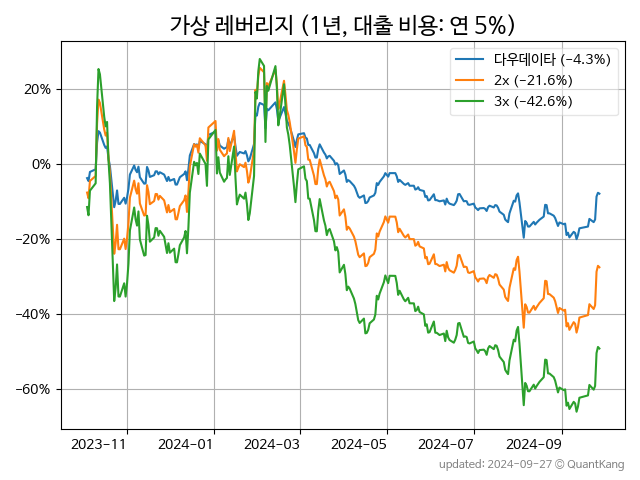 가상 레버리지 (1년, 대출 비용: 연 5%)
다우데이타 (−4.3%)
2x (−21.6%)
3x (−42.6%)
20%
0%
−20%
−40%
−60%
2023-11 2024-01 2024-03 2024-05 2024-07 2024-09
updated: 2024-09-27 © QuantKang